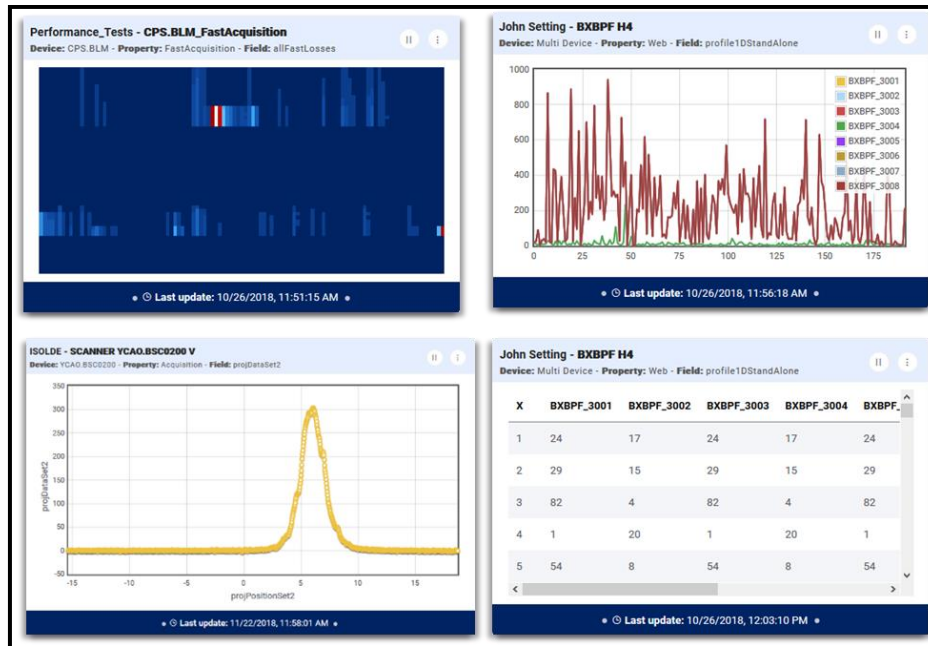 Performance_Tests - CPS.BLM_FastAcquisition
Device: CPS.BLM - Property: FastAcquisition - Field: allFastLosses
Last update: 10/26/2018, 11:51:15 AM
John Setting - BXBPF H4
Device: Multi Device - Property: Web - Field: profile1DStandAlone
1000
800
600
400
200
0
0 25 50 75 100 125 150 175
BXBPF_3001
BXBPF_3002
BXBPF_3003
BXBPF_3004
BXBPF_3005
BXBPF_3006
BXBPF_3007
BXBPF_3008
Last update: 10/26/2018, 11:56:18 AM
ISOLDE - SCANNER YCAO.BSC0200 V
Device: YCAO.BSC0200 - Property: Acquisition - Field: projDataSet2
projDataSet2
350
300
250
200
150
100
50
0
-50
-15 -10 -5 0 5 10 15
projPositionSet2
Last update: 11/22/2018, 11:58:01 AM
John Setting - BXBPF H4
Device: Multi Device - Property: Web - Field: profile1DStandAlone
X BXBPF_3001 BXBPF_3002 BXBPF_3003 BXBPF_3004 BXBPF_
1 24 17 24 17 24
2 29 15 29 15 29
3 82 4 82 4 82
4 1 20 1 20 1
5 54 8 54 8 54
Last update: 10/26/2018, 12:03:10 PM